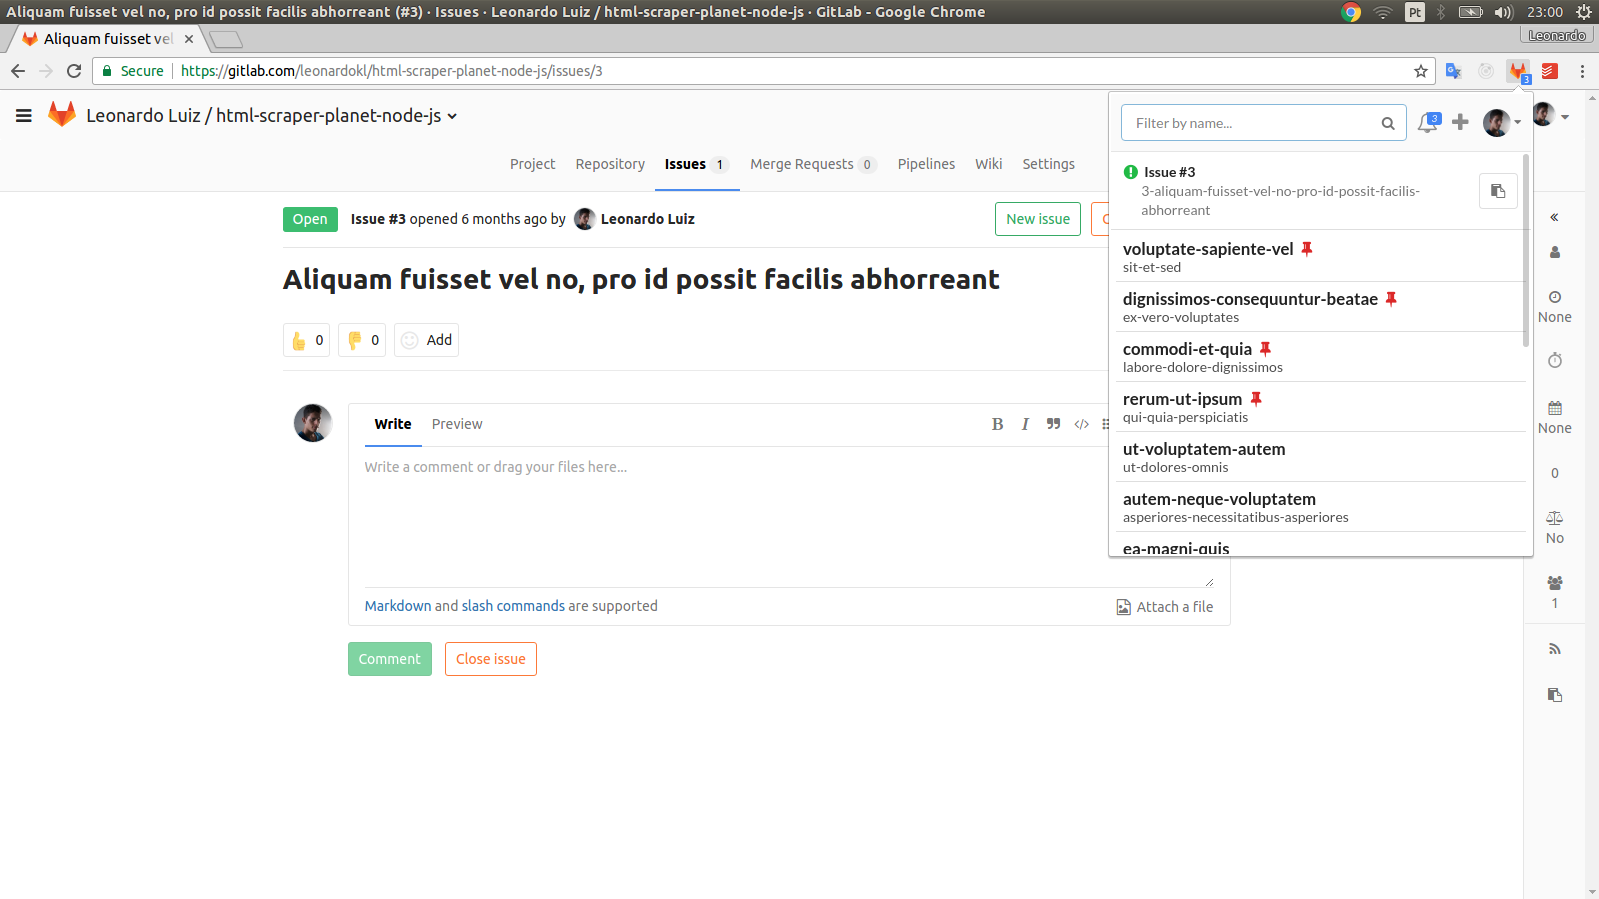 Aliquam fuisset vel no, pro id possit facilis abhorreant (#3) · Issues · Leonardo Luiz / html-scraper-planet-node-js · GitLab - Google Chrome
Pt
23:00
Aliquam fuisset vel
Leonardo
Secure
https://gitlab.com/leonardokl/html-scraper-planet-node-js/issues/3
3
Leonardo Luiz / html-scraper-planet-node-js
Project
Repository
Issues 1
Merge Requests 0
Pipelines
Wiki
Settings
Open
Issue #3 opened 6 months ago by Leonardo Luiz
New issue
C
Aliquam fuisset vel no, pro id possit facilis abhorreant
0
0
Add
Write
Preview
B
I
Write a comment or drag your files here...
Markdown and slash commands are supported
Attach a file
Comment
Close issue
Filter by name...
3
Issue #3
3-aliquam-fuisset-vel-no-pro-id-possit-facilis-
abhorreant
voluptate-sapiente-vel
sit-et-sed
dignissimos-consequuntur-beatae
ex-vero-voluptates
commodi-et-quia
labore-dolore-dignissimos
rerum-ut-ipsum
qui-quia-perspiciatis
ut-voluptatem-autem
ut-dolores-omnis
autem-neque-voluptatem
asperiores-necessitatibus-asperiores
ea-magni-quis
None
None
0
No
1